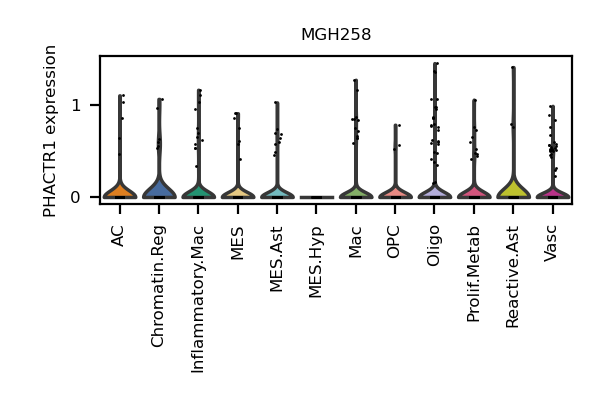 MGH258
PHACTR1 expression
1
0
AC
Chromatin.Reg
Inflammatory.Mac
MES
MES.Ast
MES.Hyp
Mac
OPC
Oligo
Prolif.Metab
Reactive.Ast
Vasc